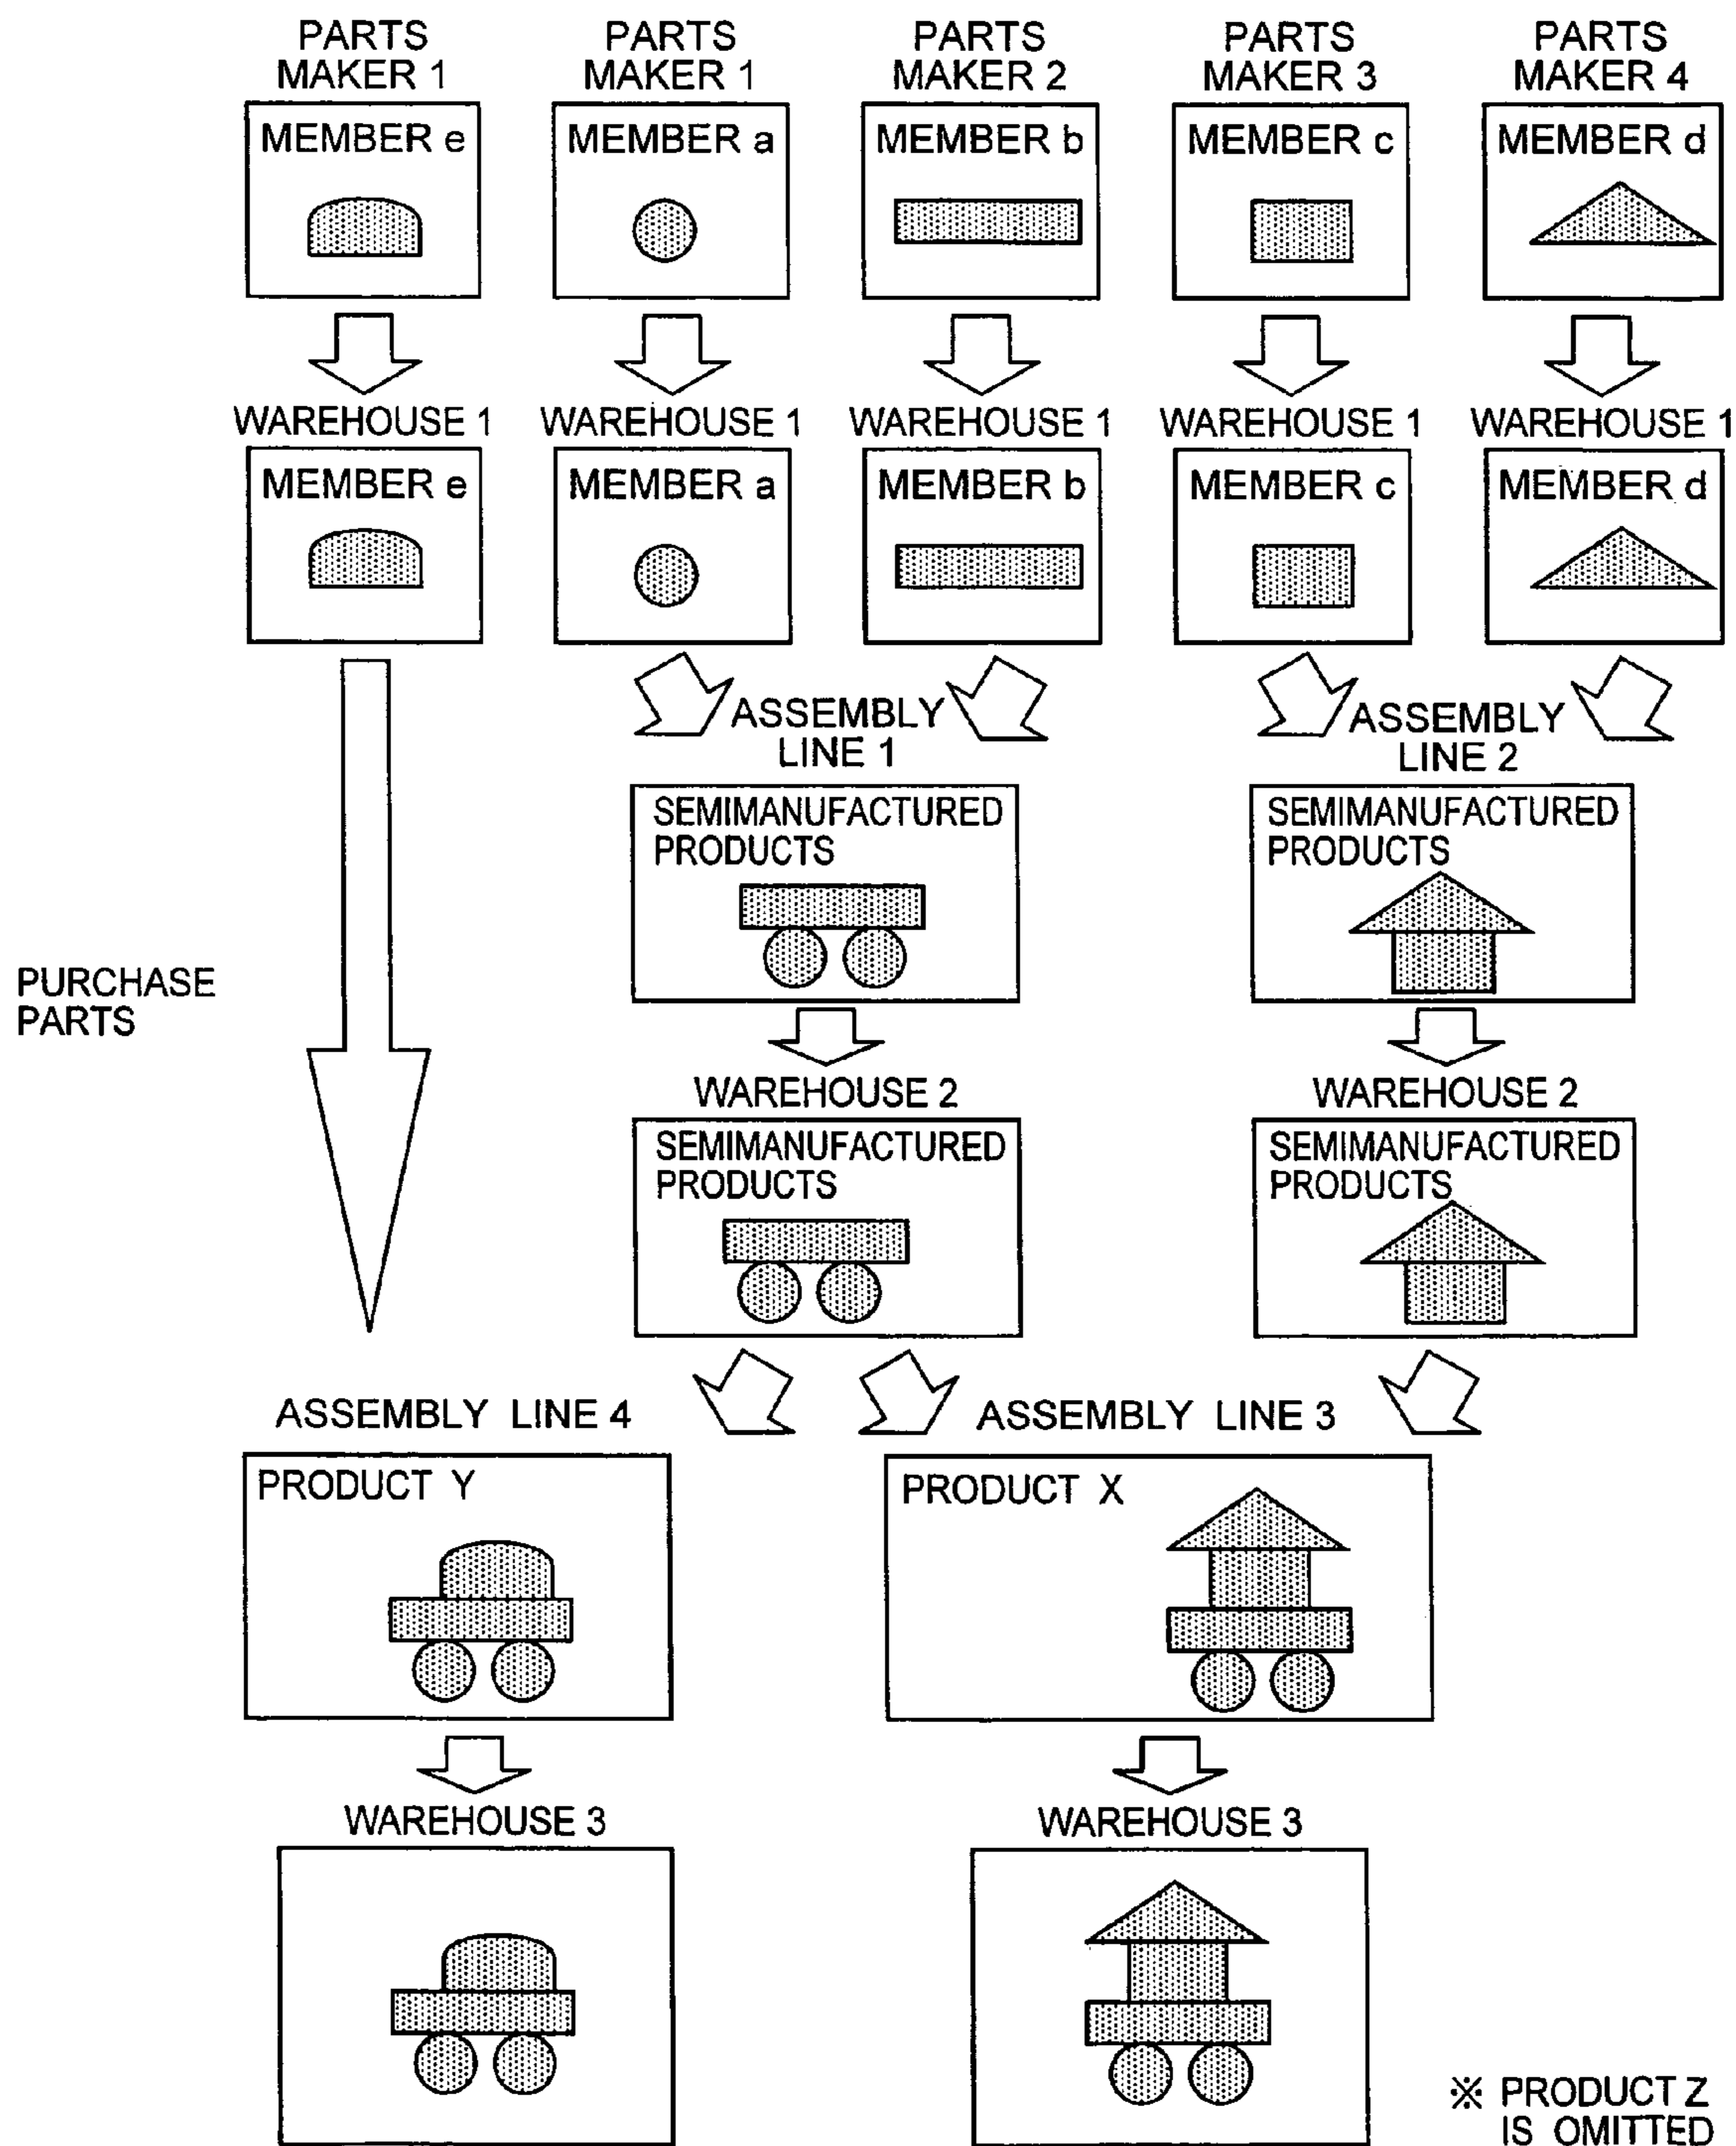 PARTS
MAKER 1
PARTS
MAKER 1
PARTS
MAKER 2
PARTS
MAKER 3
PARTS
MAKER 4
MEMBER e
MEMBER a
MEMBER b
MEMBER c
MEMBER d
WAREHOUSE 1
WAREHOUSE 1
WAREHOUSE 1
WAREHOUSE 1
WAREHOUSE 1
MEMBER e
MEMBER a
MEMBER b
MEMBER c
MEMBER d
ASSEMBLY
LINE 1
ASSEMBLY
LINE 2
SEMIMANUFACTURED
PRODUCTS
SEMIMANUFACTURED
PRODUCTS
PURCHASE
PARTS
WAREHOUSE 2
WAREHOUSE 2
SEMIMANUFACTURED
PRODUCTS
SEMIMANUFACTURED
PRODUCTS
ASSEMBLY LINE 4
ASSEMBLY LINE 3
PRODUCT Y
PRODUCT X
WAREHOUSE 3
WAREHOUSE 3
※ PRODUCT Z
IS OMITTED